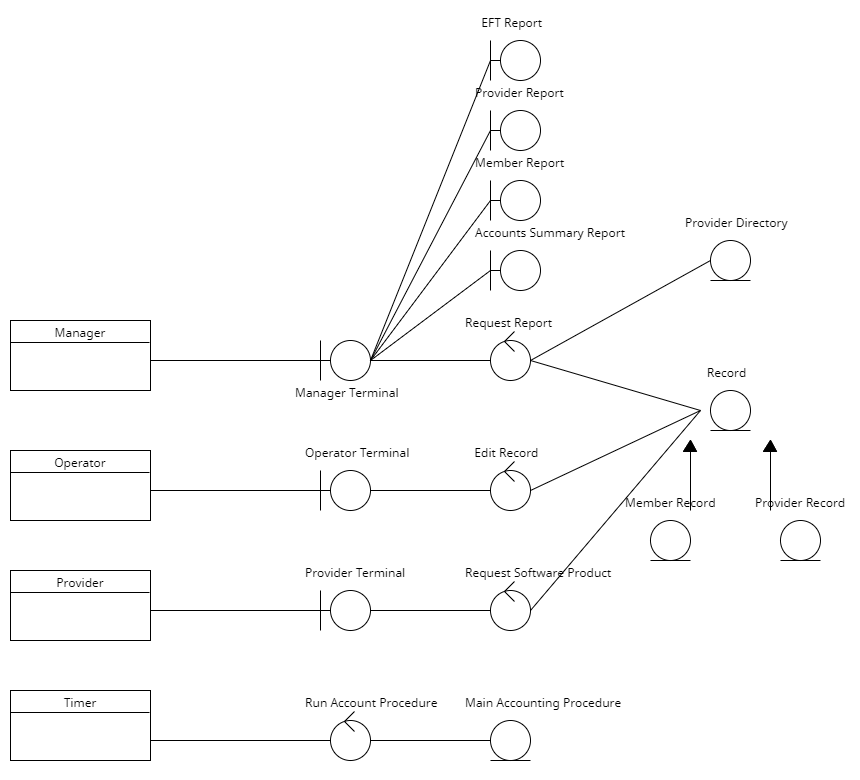 EFT Report
Provider Report
Member Report
Accounts Summary Report
Provider Directory
Manager
Request Report
Manager Terminal
Record
Operator
Operator Terminal
Edit Record
Member Record
Provider Record
Provider
Provider Terminal
Request Software Product
Timer
Run Account Procedure
Main Accounting Procedure